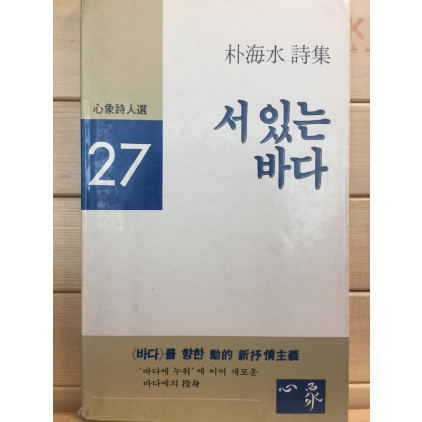 朴海水 詩集
心象詩人選
27
서 있는
바다
〈바다〉를 향한 動的 新抒情主義
'바다에 누워' 에 이어 새로운
바다에의 投身
心象